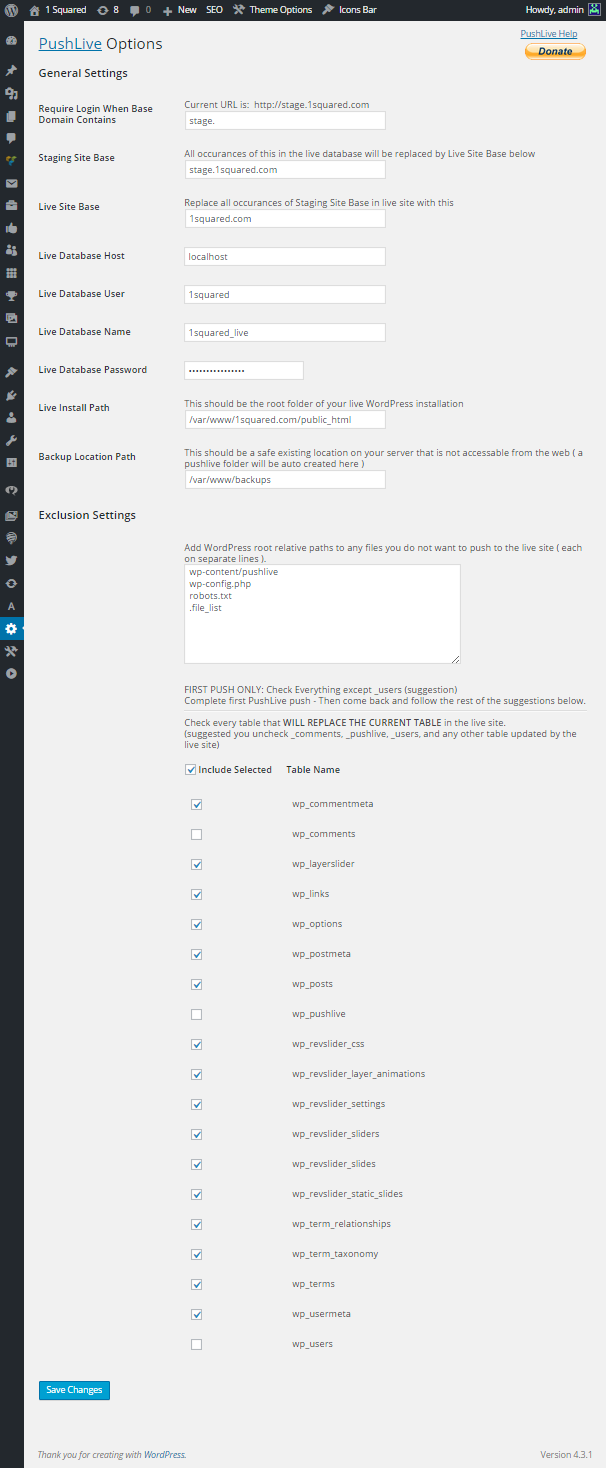 1 Squared 8 0 New SEO Theme Options Icons Bar Howdy, admin
PushLive Options
PushLive Help
Donate
General Settings
Require Login When Base Domain Contains
Current URL is: http://stage.1squared.com
stage.
Staging Site Base
All occurances of this in the live database will be replaced by Live Site Base below
stage.1squared.com
Live Site Base
Replace all occurances of Staging Site Base in live site with this
1squared.com
Live Database Host
localhost
Live Database User
1squared
Live Database Name
1squared_live
Live Database Password
•••••••••••••••
Live Install Path
This should be the root folder of your live WordPress installation
/var/www/1squared.com/public_html
Backup Location Path
This should be a safe existing location on your server that is not accessable from the web ( a
pushlive folder will be auto created here )
/var/www/backups
Exclusion Settings
Add WordPress root relative paths to any files you do not want to push to the live site ( each
on separate lines ).
wp-content/pushlive
wp-config.php
robots.txt
.file_list
FIRST PUSH ONLY: Check Everything except _users (suggestion)
Complete first PushLive push - Then come back and follow the rest of the suggestions below.
Check every table that WILL REPLACE THE CURRENT TABLE in the live site.
(suggested you uncheck _comments, _pushlive, _users, and any other table updated by the
live site)
Include Selected Table Name
wp_commentmeta
wp_comments
wp_layerslider
wp_links
wp_options
wp_postmeta
wp_posts
wp_pushlive
wp_revslider_css
wp_revslider_layer_animations
wp_revslider_settings
wp_revslider_sliders
wp_revslider_slides
wp_revslider_static_slides
wp_term_relationships
wp_term_taxonomy
wp_terms
wp_usermeta
wp_users
Save Changes
Thank you for creating with WordPress. Version 4.3.1